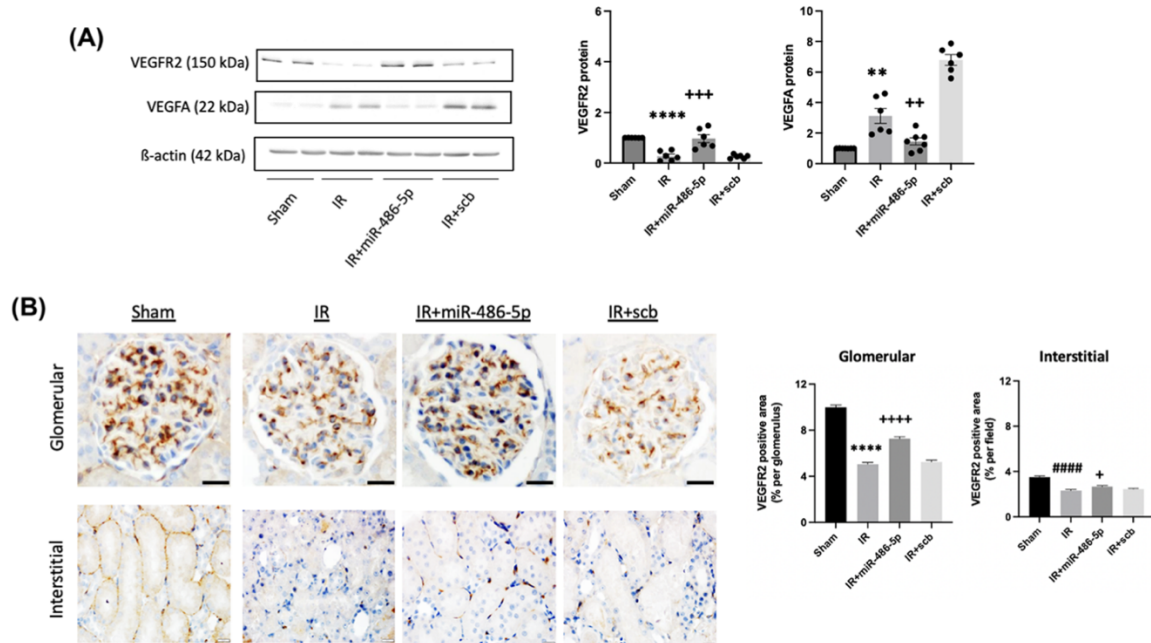 (A)
VEGFR2 (150 kDa)
VEGFA (22 kDa)
ß-actin (42 kDa)
Sham
IR
IR+miR-486-5p
IR+scb
VEGFR2 protein
6
4
2
0
****
+++
Sham
IR
IR+miR-486-5p
IR+scb
VEGFA protein
10
8
6
4
2
0
**
++
Sham
IR
IR+miR-486-5p
IR+scb
(B)
Sham
IR
IR+miR-486-5p
IR+scb
Glomerular
Interstitial
Glomerular
VEGFR2 positive area
(% per glomerulus)
12
8
4
0
****
++++
Sham
IR
IR+miR-486-5p
IR+scb
Interstitial
VEGFR2 positive area
(% per field)
12
8
4
0
####
+
Sham
IR
IR+miR-486-5p
IR+scb